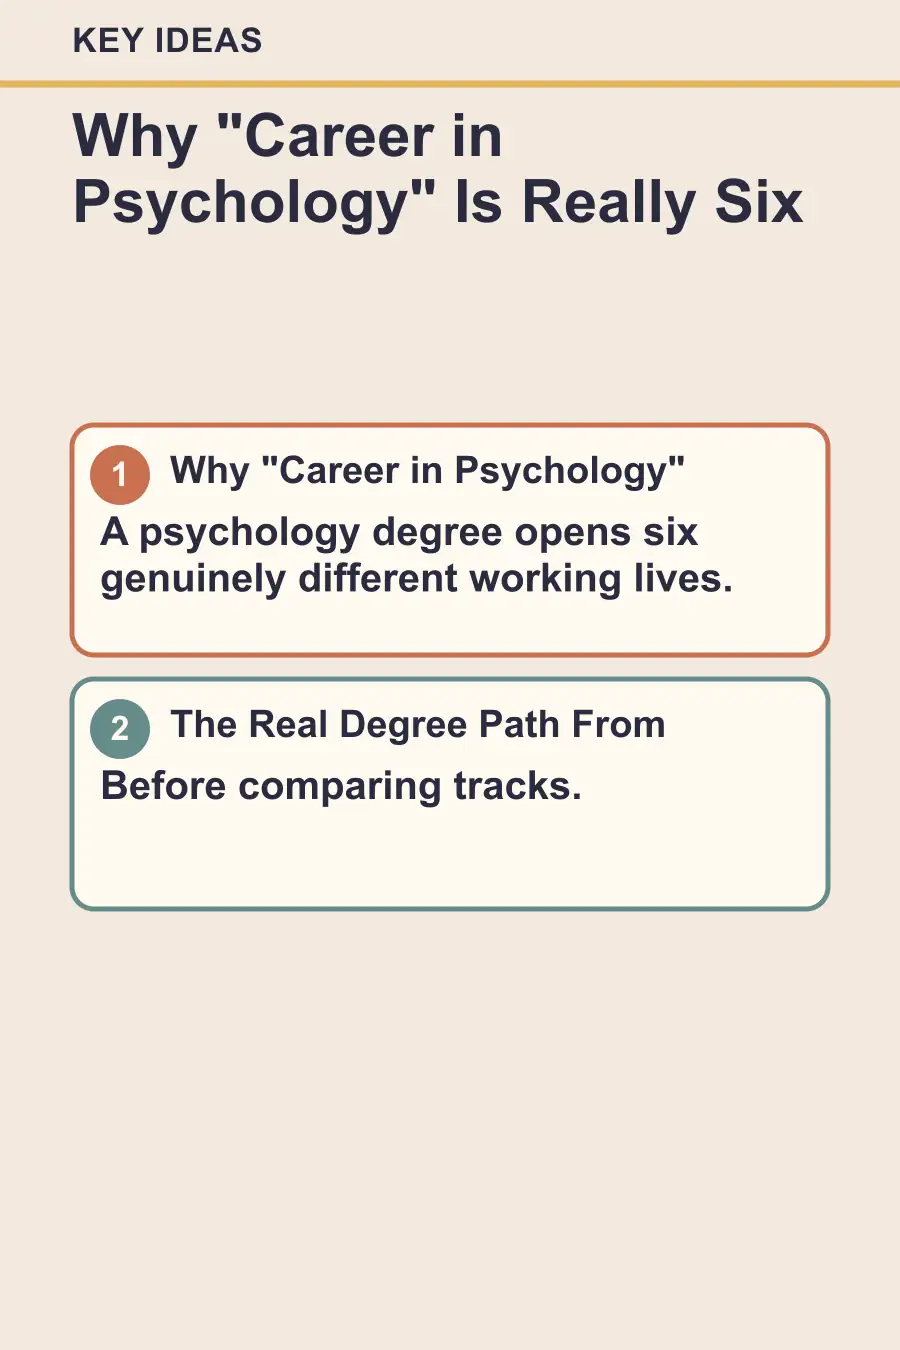 KEY IDEAS
Why "Career in
Psychology" Is Really Six
1
Why "Career in Psychology"
A psychology degree opens six
genuinely different working lives.
2
The Real Degree Path From
Before comparing tracks.